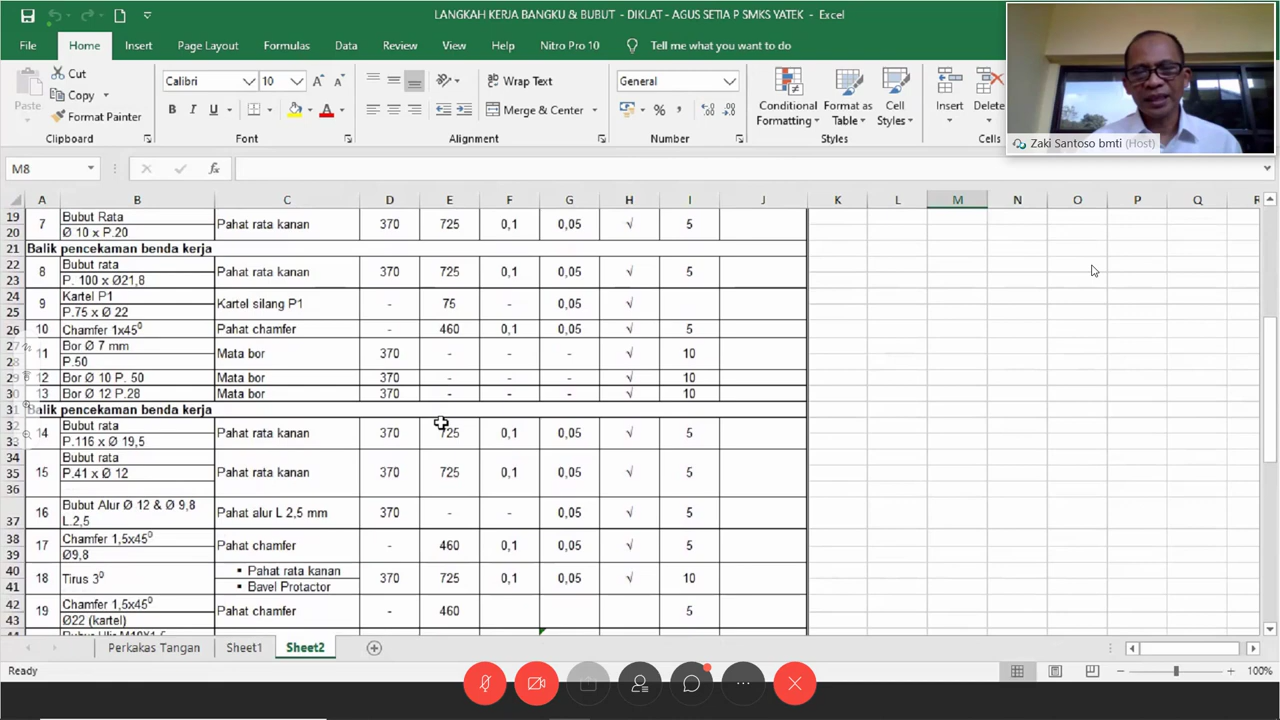 LANGKAH KERJA BANGKU & BUBUT - DIKLAT - AGUS SETIA P SMKS YATEK - Excel
File Home Insert Page Layout Formulas Data Review View Help Nitro Pro 10 Tell me what you want to do
Paste
Cut
Copy
Format Painter
Clipboard
Calibri 10
B I U
Font
Wrap Text
Merge & Center
Alignment
General
Number
Conditional Formatting
Format as Table
Cell Styles
Insert
Delete
Cells
Zaki Santoso bmti (Host)
M8 fx
A B C D E F G H I J K L M N O P Q R
19 7 Bubut Rata Pahat rata kanan 370 725 0,1 0,05 √ 5
20 Ø 10 x P.20
21 Balik pencekaman benda kerja
22 8 Bubut rata Pahat rata kanan 370 725 0,1 0,05 √ 5
23 P. 100 x Ø21,8
24 9 Kartel P1 Kartel silang P1 - 75 - 0,05 √
25 P.75 x Ø 22
26 10 Chamfer 1x45⁰ Pahat chamfer - 460 0,1 0,05 √ 5
27 11 Bor Ø 7 mm Mata bor 370 - - - √ 10
28 P.50
29 12 Bor Ø 10 P. 50 Mata bor 370 - - - √ 10
30 13 Bor Ø 12 P.28 Mata bor 370 - - - √ 10
31 Balik pencekaman benda kerja
32 14 Bubut rata Pahat rata kanan 370 725 0,1 0,05 √ 5
33 P.116 x Ø 19,5
34 15 Bubut rata Pahat rata kanan 370 725 0,1 0,05 √ 5
35 P.41 x Ø 12
36
37 16 Bubut Alur Ø 12 & Ø 9,8 L.2,5 Pahat alur L 2,5 mm 370 - - 0,05 √ 5
38 17 Chamfer 1,5x45⁰ Pahat chamfer - 460 0,1 0,05 √ 5
39 Ø9,8
40 18 Tirus 3⁰ ▪ Pahat rata kanan 370 725 0,1 0,05 √ 10
41 ▪ Bavel Protactor
42 19 Chamfer 1,5x45⁰ Pahat chamfer - 460 5
43 Ø22 (kartel)
44 Bubut Ulir M10X1,5
Perkakas Tangan Sheet1 Sheet2
Ready 100%